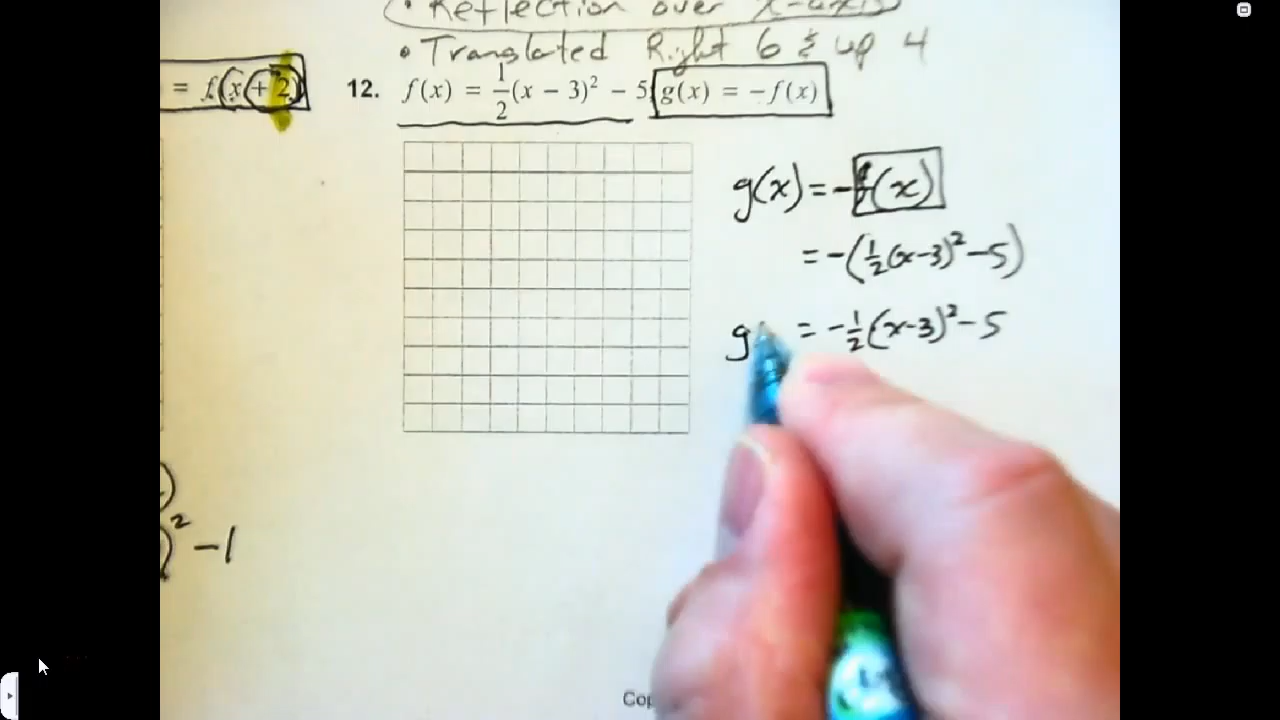 • Reflection over x-axis
• Translated Right 6 & up 4
= f(x + 2)
12. f(x) = 1/2(x − 3)² − 5; g(x) = −f(x)
g(x) = -f(x)
= -(1/2(x-3)² -5)
g = -1/2(x-3)² - 5
)² -1
Cop